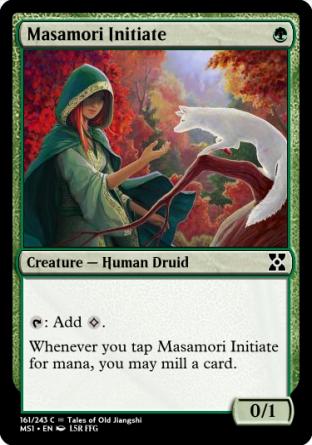 Masamori Initiate
Creature — Human Druid
: Add .
Whenever you tap Masamori Initiate
for mana, you may mill a card.
161/243 C = Tales of Old Jiangshi
MS1 • EN LSR FFG
0/1